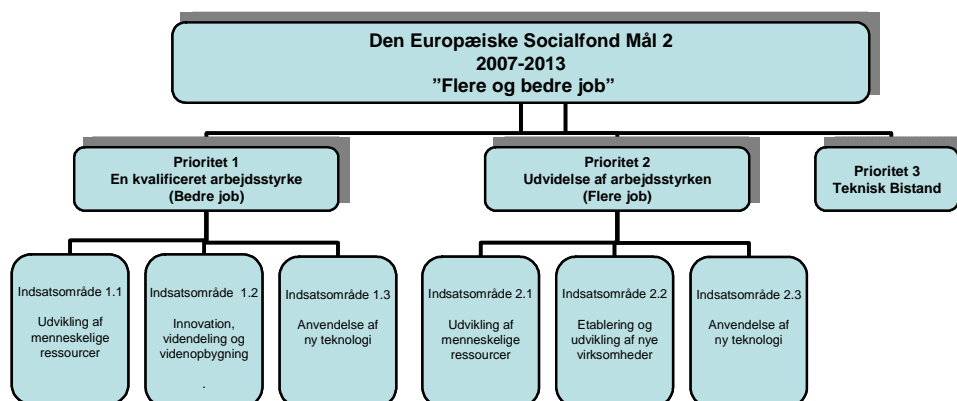 Den Europæiske Socialfond Mål 2
2007-2013
”Flere og bedre job”
Prioritet 1
En kvalificeret arbejdsstyrke
(Bedre job)
Prioritet 2
Udvidelse af arbejdsstyrken
(Flere job)
Prioritet 3
Teknisk Bistand
Indsatsområde 1.1
Udvikling af
menneskelige
ressourcer
Indsatsområde 1.2
Innovation,
videndeling og
videnopbygning
.
Indsatsområde 1.3
Anvendelse af
ny teknologi
Indsatsområde 2.1
Udvikling af
menneskelige
ressourcer
Indsatsområde 2.2
Etablering og
udvikling af nye
virksomheder
Indsatsområde 2.3
Anvendelse af
ny teknologi